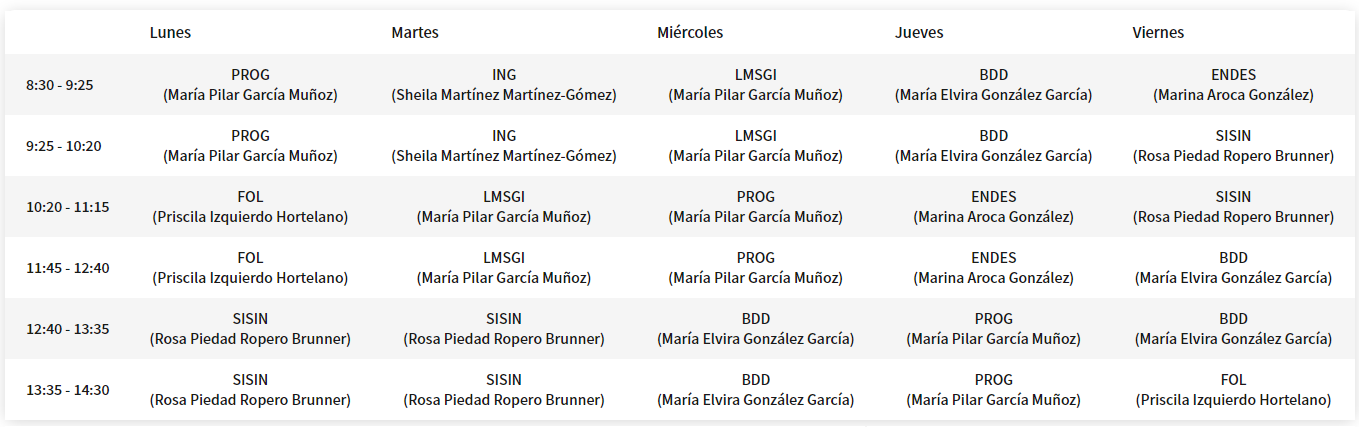 Lunes Martes Miércoles Jueves Viernes
PROG ING LMSGI BDD ENDES
8:30 - 9:25
(María Pilar García Muñoz) (Sheila Martínez Martínez-Gómez) (María Pilar García Muñoz) (María Elvira González García) (Marina Aroca González)
PROG ING LMSGI BDD SISIN
9:25 - 10:20
(María Pilar García Muñoz) (Sheila Martínez Martínez-Gómez) (María Pilar García Muñoz) (María Elvira González García) (Rosa Piedad Ropero Brunner)
FOL LMSGI PROG ENDES SISIN
10:20 - 11:15
(Priscila Izquierdo Hortelano) (María Pilar García Muñoz) (María Pilar García Muñoz) (Marina Aroca González) (Rosa Piedad Ropero Brunner)
FOL LMSGI PROG ENDES BDD
11:45 - 12:40
(Priscila Izquierdo Hortelano) (María Pilar García Muñoz) (María Pilar García Muñoz) (Marina Aroca González) (María Elvira González García)
SISIN SISIN BDD PROG BDD
12:40 - 13:35
(Rosa Piedad Ropero Brunner) (Rosa Piedad Ropero Brunner) (María Elvira González García) (María Pilar García Muñoz) (María Elvira González García)
SISIN SISIN BDD PROG FOL
13:35 - 14:30
(Rosa Piedad Ropero Brunner) (Rosa Piedad Ropero Brunner) (María Elvira González García) (María Pilar García Muñoz) (Priscila Izquierdo Hortelano)